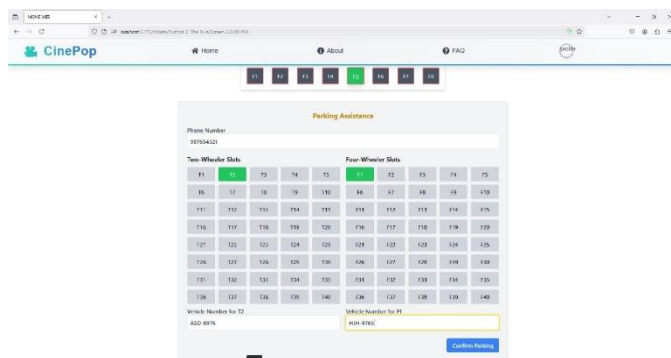 MOVIE WEB
CinePop
Home
About
FAQ
profile
F1 F2 F3 F4 F5 F6 F7 F8
Parking Assistance
Phone Number
987654321
Two-Wheeler Slots Four-Wheeler Slots
T1 T2 T3 T4 T5 F1 F2 F3 F4 F5
T6 T7 T8 T9 T10 F6 F7 F8 F9 F10
T11 T12 T13 T14 T15 F11 F12 F13 F14 F15
T16 T17 T18 T19 T20 F16 F17 F18 F19 F20
T21 T22 T23 T24 T25 F21 F22 F23 F24 F25
T26 T27 T28 T29 T30 F26 F27 F28 F29 F30
T31 T32 T33 T34 T35 F31 F32 F33 F34 F35
T36 T37 T38 T39 T40 F36 F37 F38 F39 F40
Vehicle Number for T2 Vehicle Number for F1
ASD-8976 HJH-9765
Confirm Parking